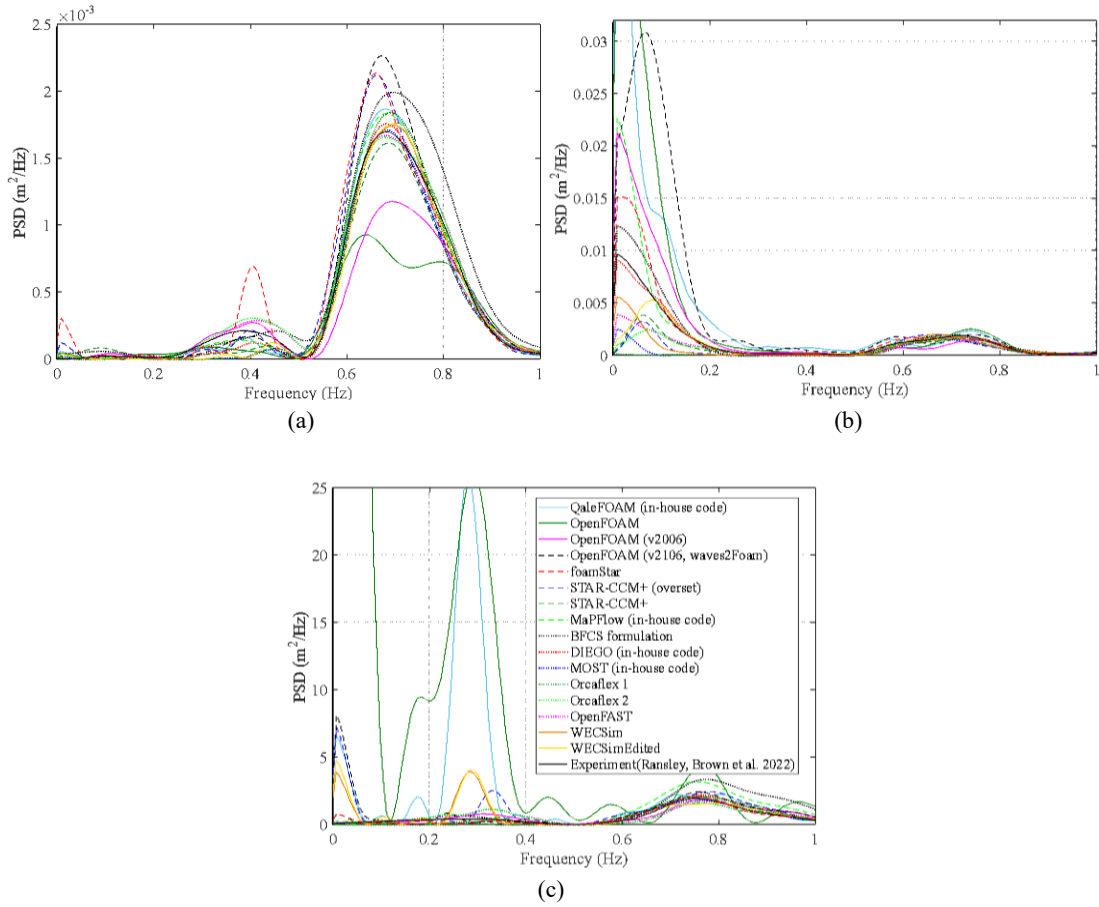 ×10⁻³
2.5
2
1.5
1
0.5
0
PSD (m²/Hz)
0 0.2 0.4 0.6 0.8 1
Frequency (Hz)
(a)
0.03
0.025
0.02
0.015
0.01
0.005
0
PSD (m²/Hz)
0 0.2 0.4 0.6 0.8 1
Frequency (Hz)
(b)
25
20
15
10
5
0
PSD (m²/Hz)
QaleFOAM (in-house code)
OpenFOAM
OpenFOAM (v2006)
OpenFOAM (v2106, waves2Foam)
foamStar
STAR-CCM+ (overset)
STAR-CCM+
MaPFlow (in-house code)
BFCS formulation
DIEGO (in-house code)
MOST (in-house code)
Orcaflex 1
Orcaflex 2
OpenFAST
WECSim
WECSimEdited
Experiment(Ransley, Brown et al. 2022)
0 0.2 0.4 0.6 0.8 1
Frequency (Hz)
(c)